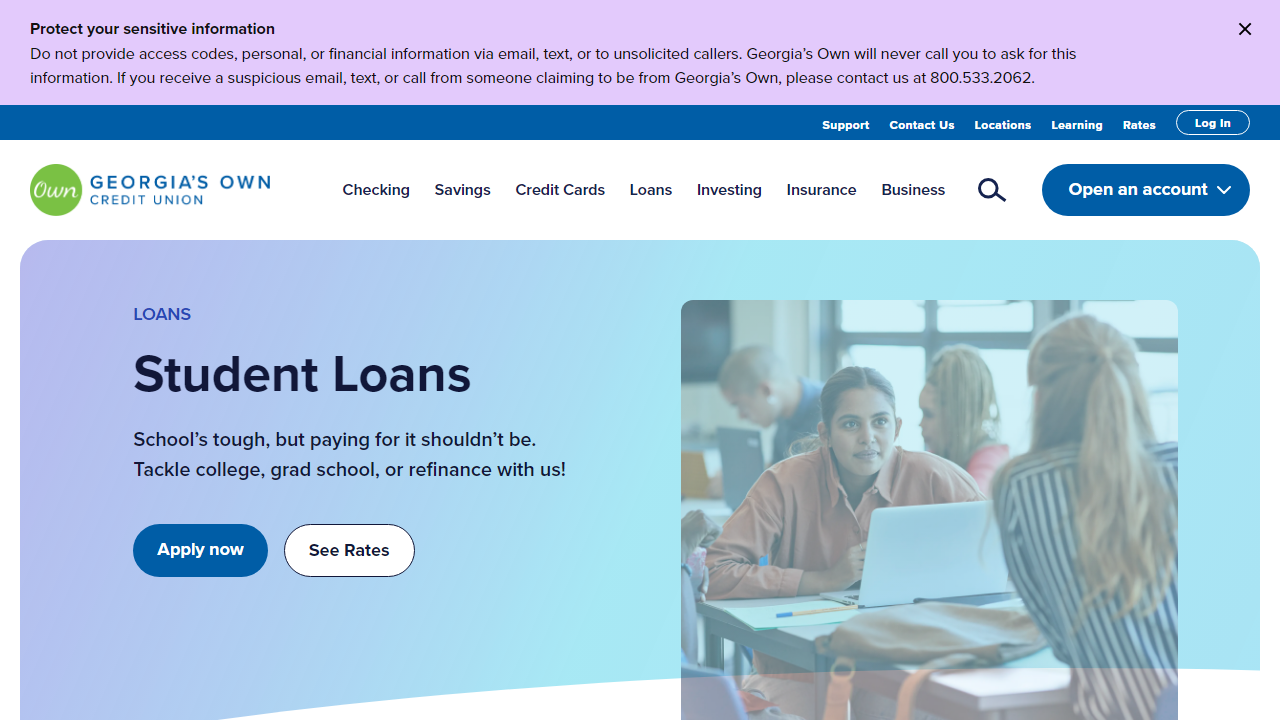 Protect your sensitive information
Do not provide access codes, personal, or financial information via email, text, or to unsolicited callers. Georgia’s Own will never call you to ask for this
information. If you receive a suspicious email, text, or call from someone claiming to be from Georgia’s Own, please contact us at 800.533.2062.
Support Contact Us Locations Learning Rates Log In
Own GEORGIA’S OWN
CREDIT UNION
Checking Savings Credit Cards Loans Investing Insurance Business Open an account
LOANS
Student Loans
School’s tough, but paying for it shouldn’t be.
Tackle college, grad school, or refinance with us!
Apply now See Rates